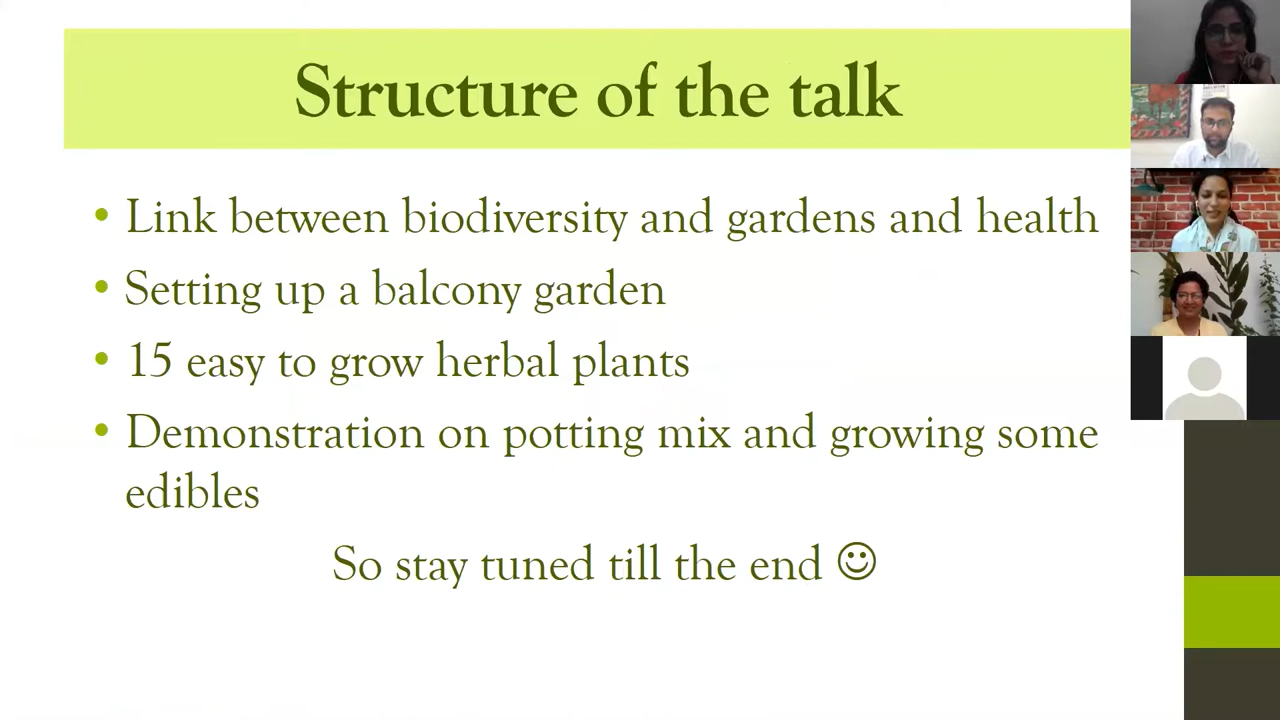 Structure of the talk
• Link between biodiversity and gardens and health
• Setting up a balcony garden
• 15 easy to grow herbal plants
• Demonstration on potting mix and growing some
edibles
So stay tuned till the end ☺